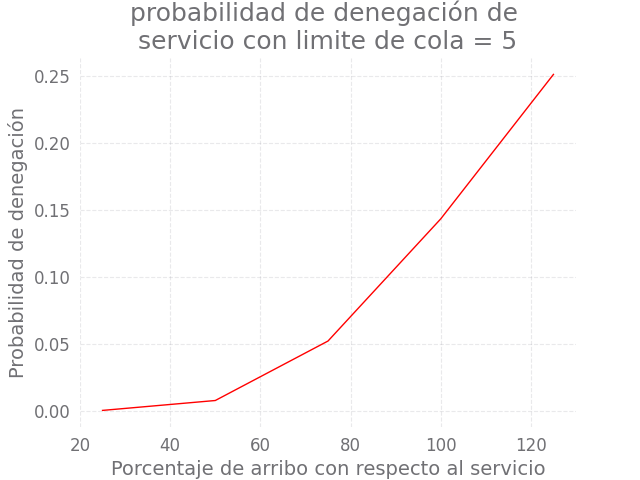 probabilidad de denegación de
servicio con limite de cola = 5
Probabilidad de denegación
0.25
0.20
0.15
0.10
0.05
0.00
20 40 60 80 100 120
Porcentaje de arribo con respecto al servicio